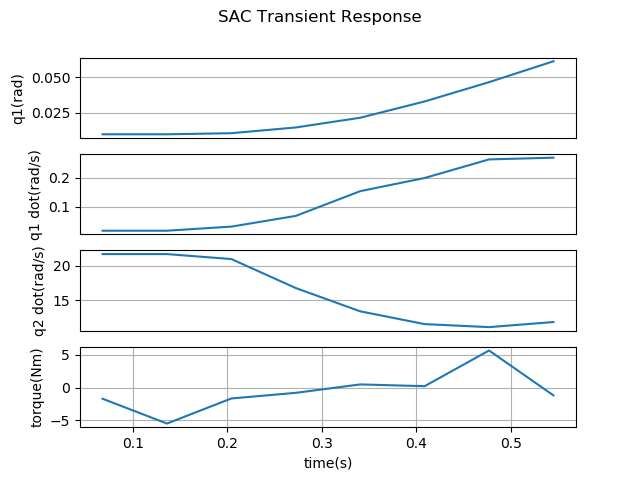 SAC Transient Response
q1(rad)
0.050
0.025
q1 dot(rad/s)
0.2
0.1
q2 dot(rad/s)
20
15
torque(Nm)
5
0
−5
0.1 0.2 0.3 0.4 0.5
time(s)